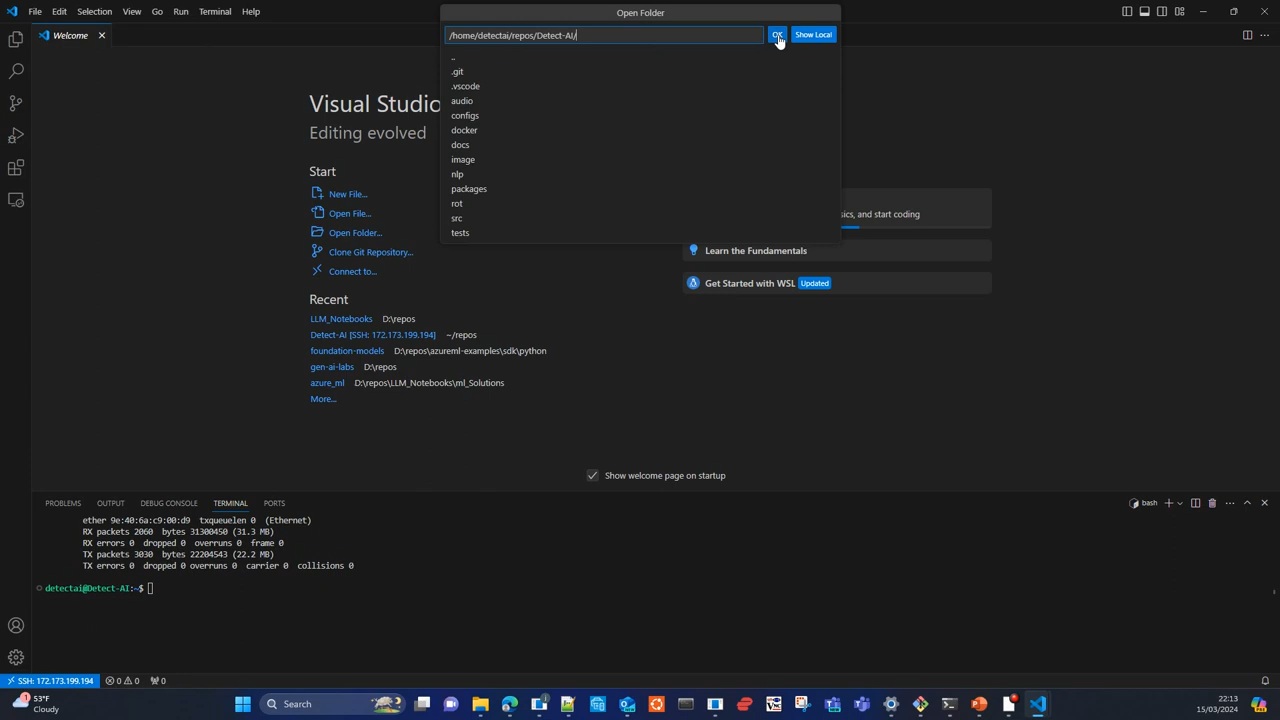 File Edit Selection View Go Run Terminal Help
Open Folder
Welcome
/home/detectai/repos/Detect-AI/
OK
Show Local
..
.git
.vscode
audio
configs
docker
docs
image
nlp
packages
rot
src
tests
Visual Studio
Editing evolved
Start
New File...
Open File...
Open Folder...
Clone Git Repository...
Connect to...
Recent
LLM_Notebooks D:\repos
Detect-AI [SSH: 172.173.199.194] ~/repos
foundation-models D:\repos\azureml-examples\sdk\python
gen-ai-labs D:\repos
azure_ml D:\repos\LLM_Notebooks\ml_Solutions
More...
sics, and start coding
Learn the Fundamentals
Get Started with WSL Updated
Show welcome page on startup
PROBLEMS OUTPUT DEBUG CONSOLE TERMINAL PORTS
bash
ether 9e:40:6a:c9:00:d9 txqueuelen 0 (Ethernet)
RX packets 2060 bytes 31300450 (31.3 MB)
RX errors 0 dropped 0 overruns 0 frame 0
TX packets 3030 bytes 22204543 (22.2 MB)
TX errors 0 dropped 0 overruns 0 carrier 0 collisions 0
detectai@Detect-AI:~$
SSH: 172.173.199.194 0 0 0
53°F
Cloudy
Search
22:13
15/03/2024